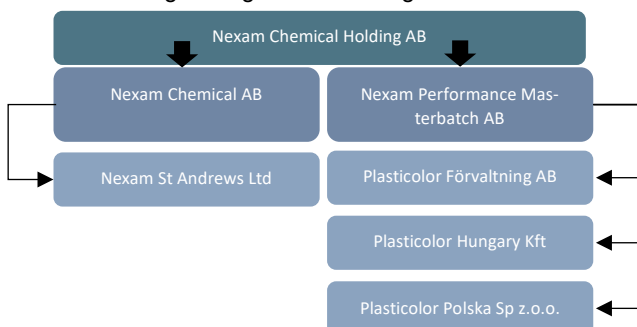 Nexam Chemical Holding AB
Nexam Chemical AB
Nexam Performance Mas-
terbatch AB
Nexam St Andrews Ltd
Plasticolor Förvaltning AB
Plasticolor Hungary Kft
Plasticolor Polska Sp z.o.o.